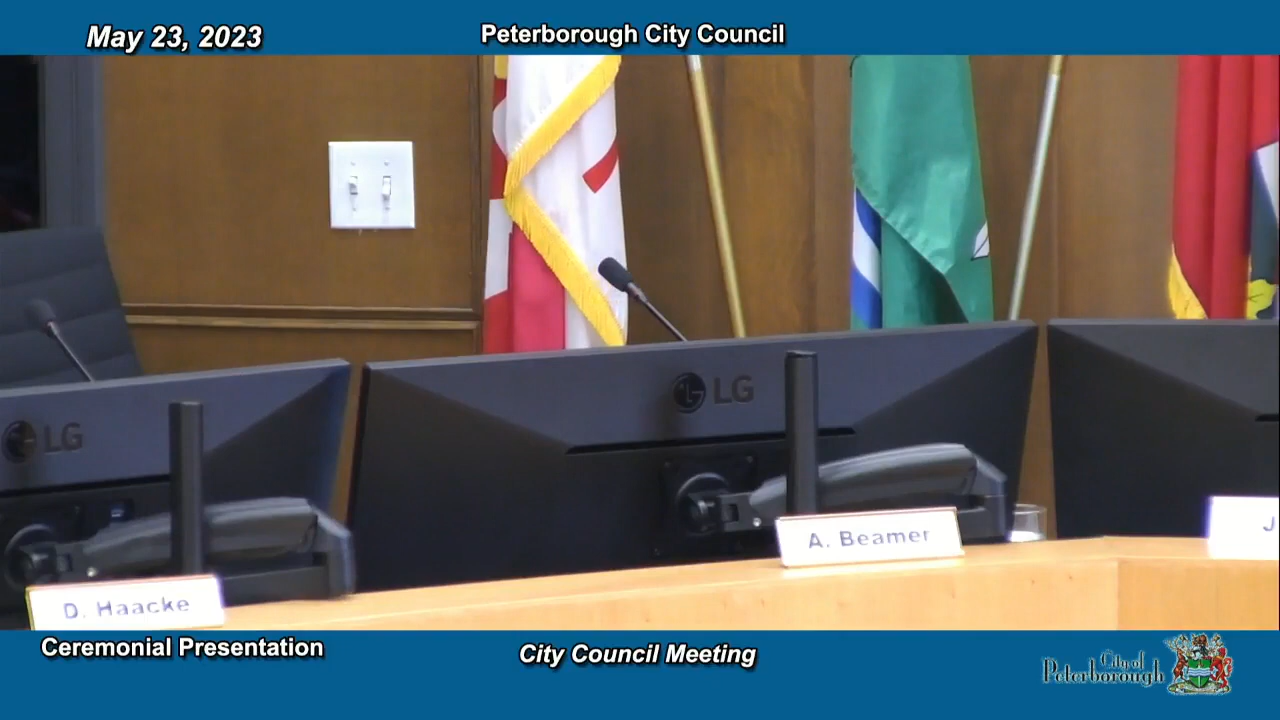 May 23, 2023
Peterborough City Council
LG
LG
A. Beamer
J
D. Haacke
Ceremonial Presentation
City Council Meeting
City of
Peterborough